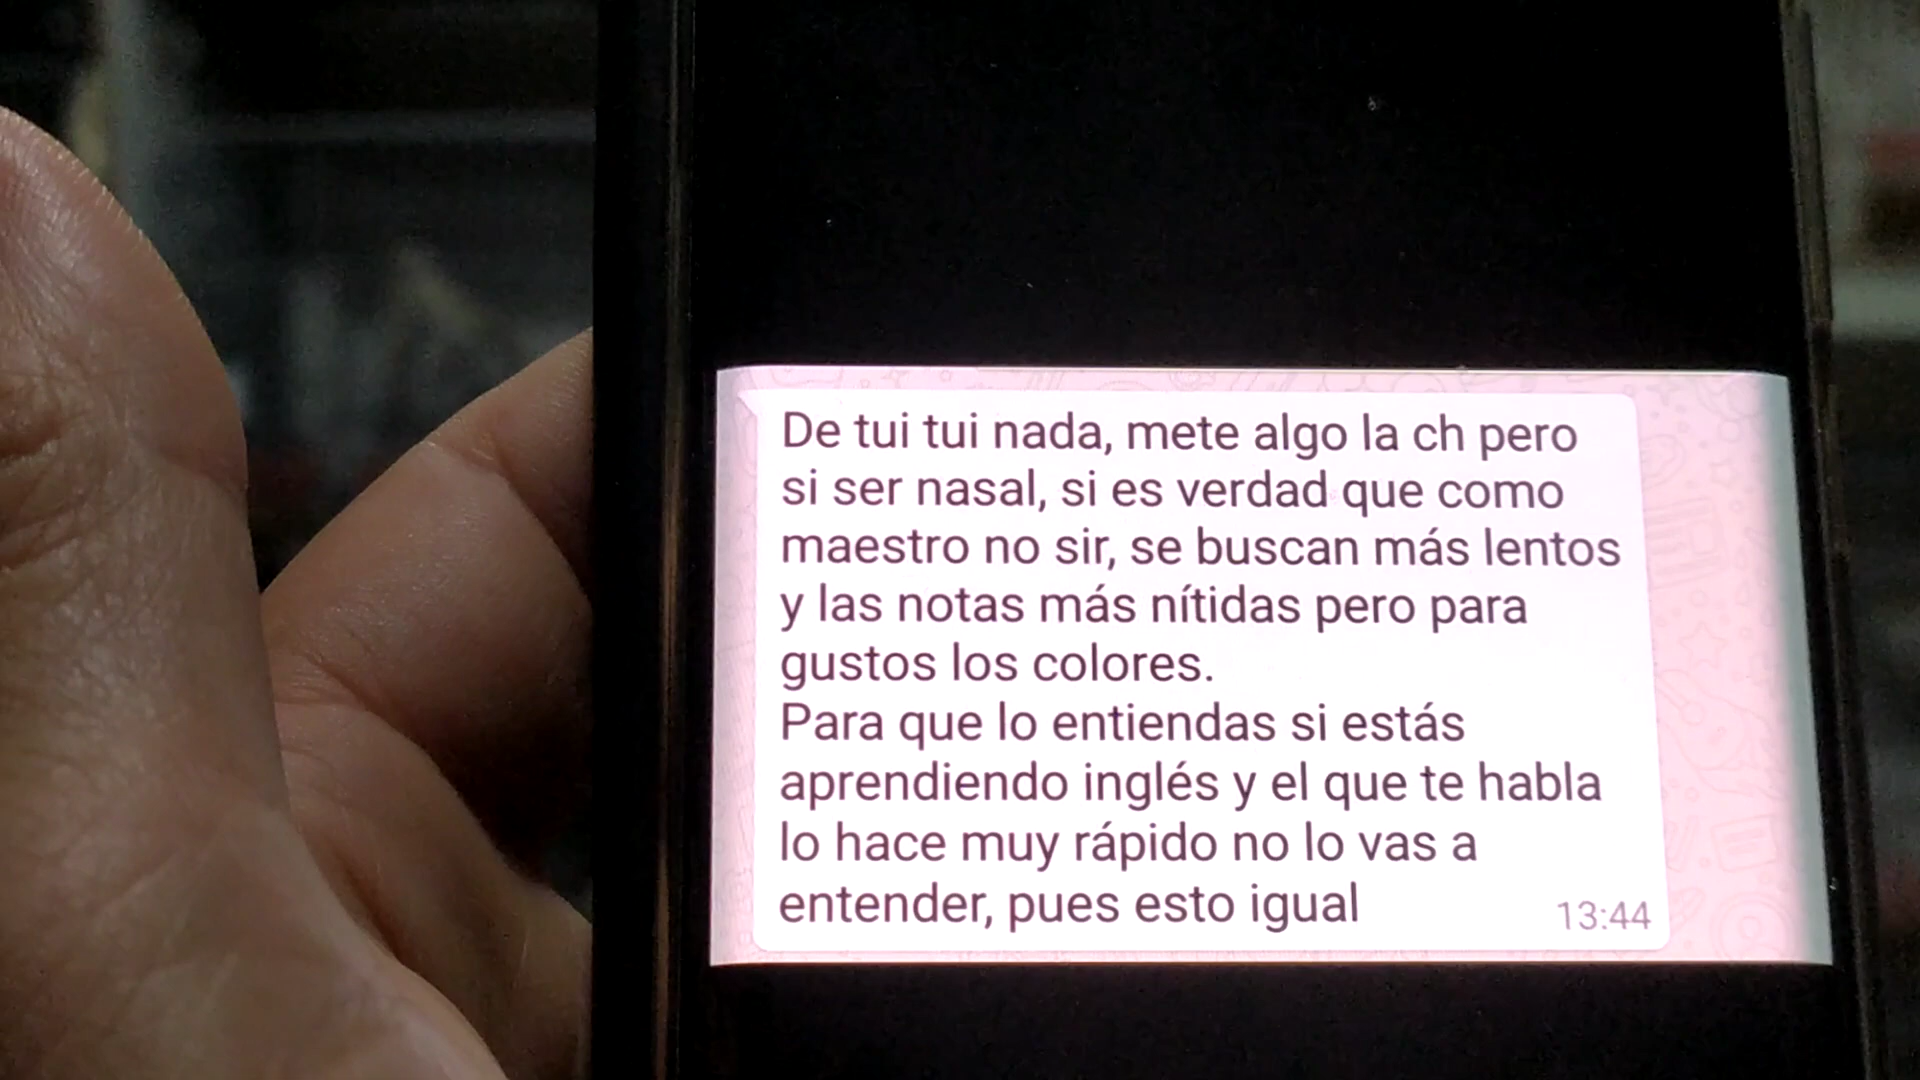 De tui tui nada, mete algo la ch pero
si ser nasal, si es verdad que como
maestro no sir, se buscan más lentos
y las notas más nítidas pero para
gustos los colores.
Para que lo entiendas si estás
aprendiendo inglés y el que te habla
lo hace muy rápido no lo vas a
entender, pues esto igual
13:44